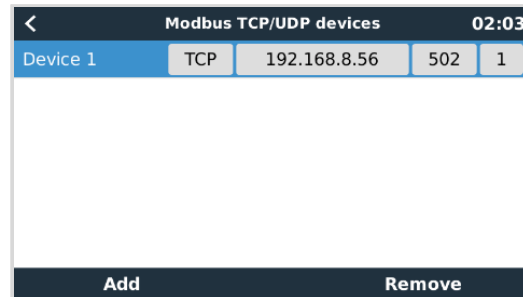 Modbus TCP/UDP devices 02:03
Device 1 TCP 192.168.8.56 502 1
Add Remove